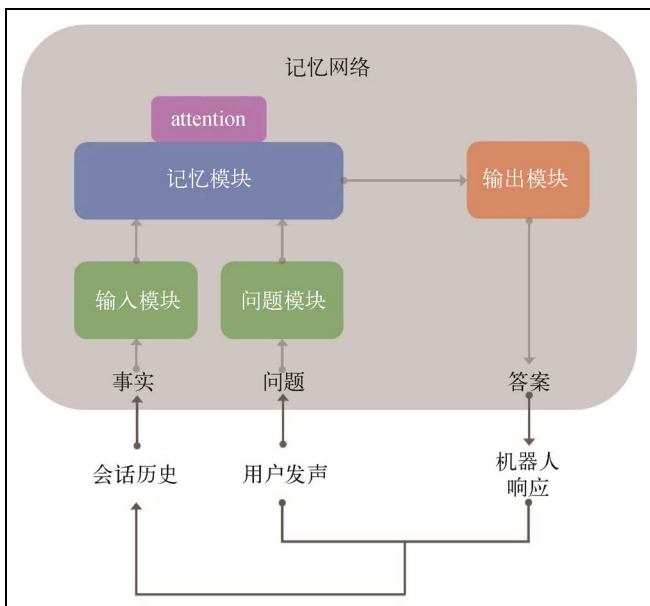 记忆网络
attention
记忆模块
输出模块
输入模块
问题模块
事实
问题
答案
会话历史
用户发声
机器人
响应